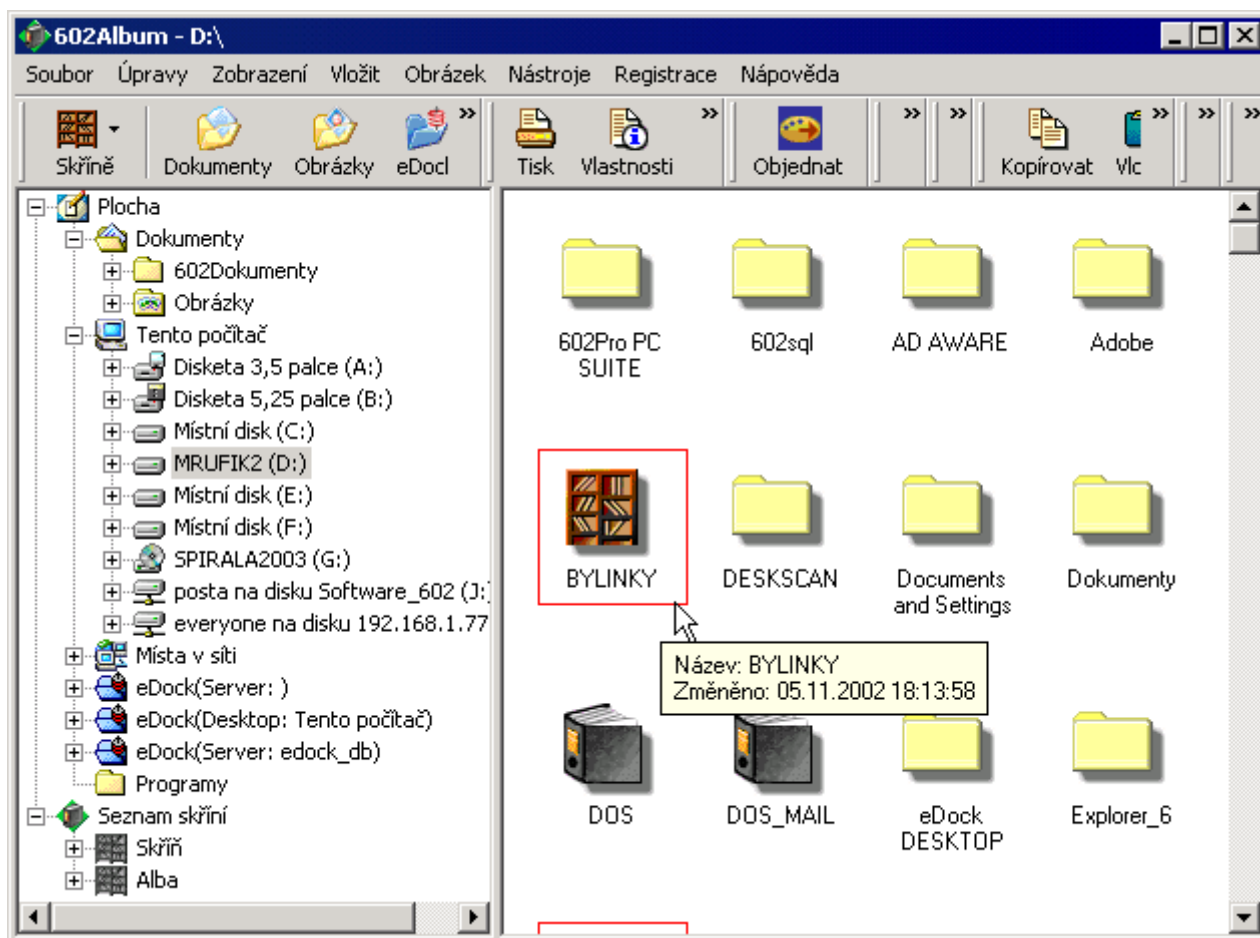 602Album - D:\
Soubor Úpravy Zobrazení Vložit Obrázek Nástroje Registrace Nápověda
Skříně Dokumenty Obrázky eDocl Tisk Vlastnosti Objednat Kopírovat Vlc
Plocha
Dokumenty
602Dokumenty
Obrázky
Tento počítač
Disketa 3,5 palce (A:)
Disketa 5,25 palce (B:)
Místní disk (C:)
MRUFIK2 (D:)
Místní disk (E:)
Místní disk (F:)
SPIRALA2003 (G:)
posta na disku Software_602 (J:
everyone na disku 192.168.1.77
Místa v síti
eDock(Server: )
eDock(Desktop: Tento počítač)
eDock(Server: edock_db)
Programy
Seznam skříní
Skříň
Alba
602Pro PC
SUITE
602sql
AD AWARE
Adobe
BYLINKY
DESKSCAN
Documents
and Settings
Dokumenty
Název: BYLINKY
Změněno: 05.11.2002 18:13:58
DOS
DOS_MAIL
eDock
DESKTOP
Explorer_6